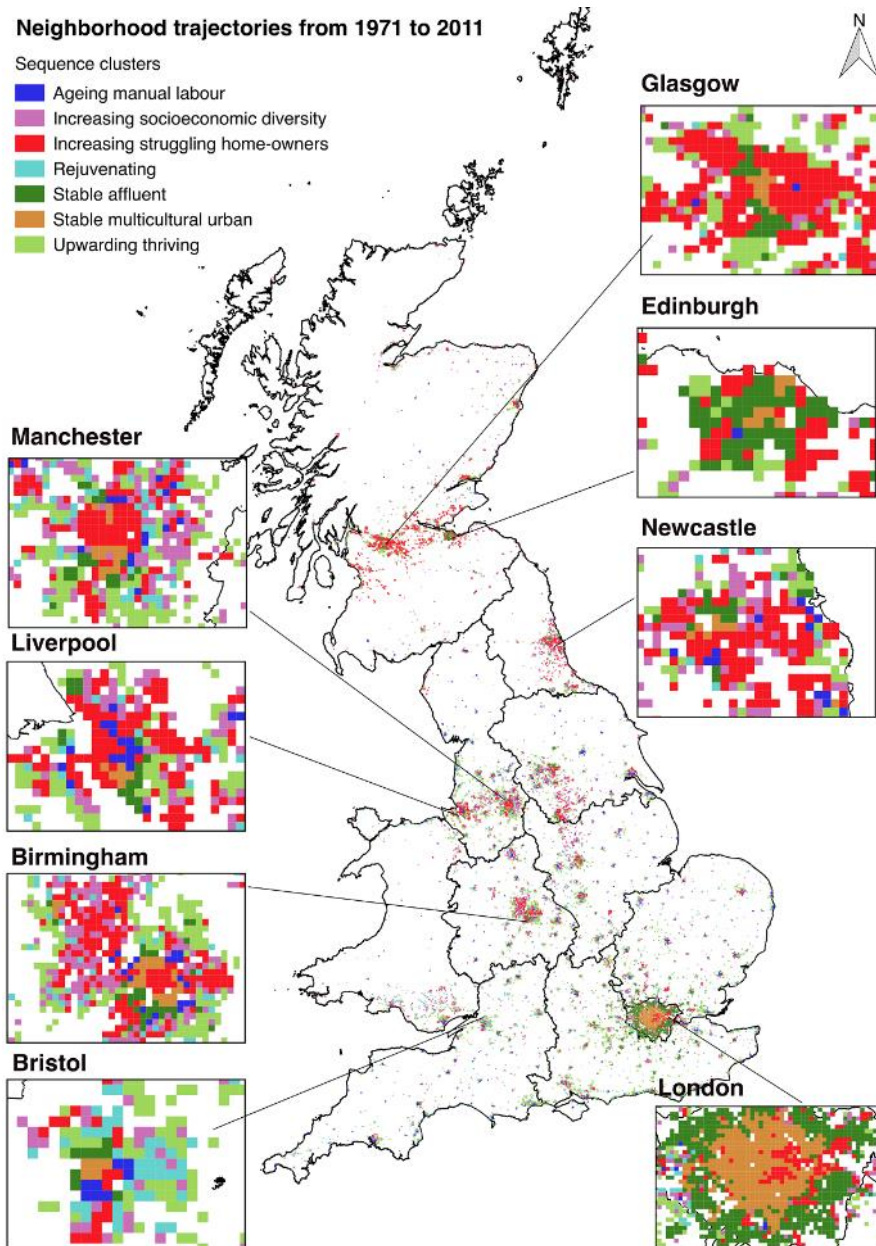 Neighborhood trajectories from 1971 to 2011
Sequence clusters
Ageing manual labour
Increasing socioeconomic diversity
Increasing struggling home-owners
Rejuvenating
Stable affluent
Stable multicultural urban
Upwarding thriving
N
Glasgow
Edinburgh
Manchester
Newcastle
Liverpool
Birmingham
Bristol
London